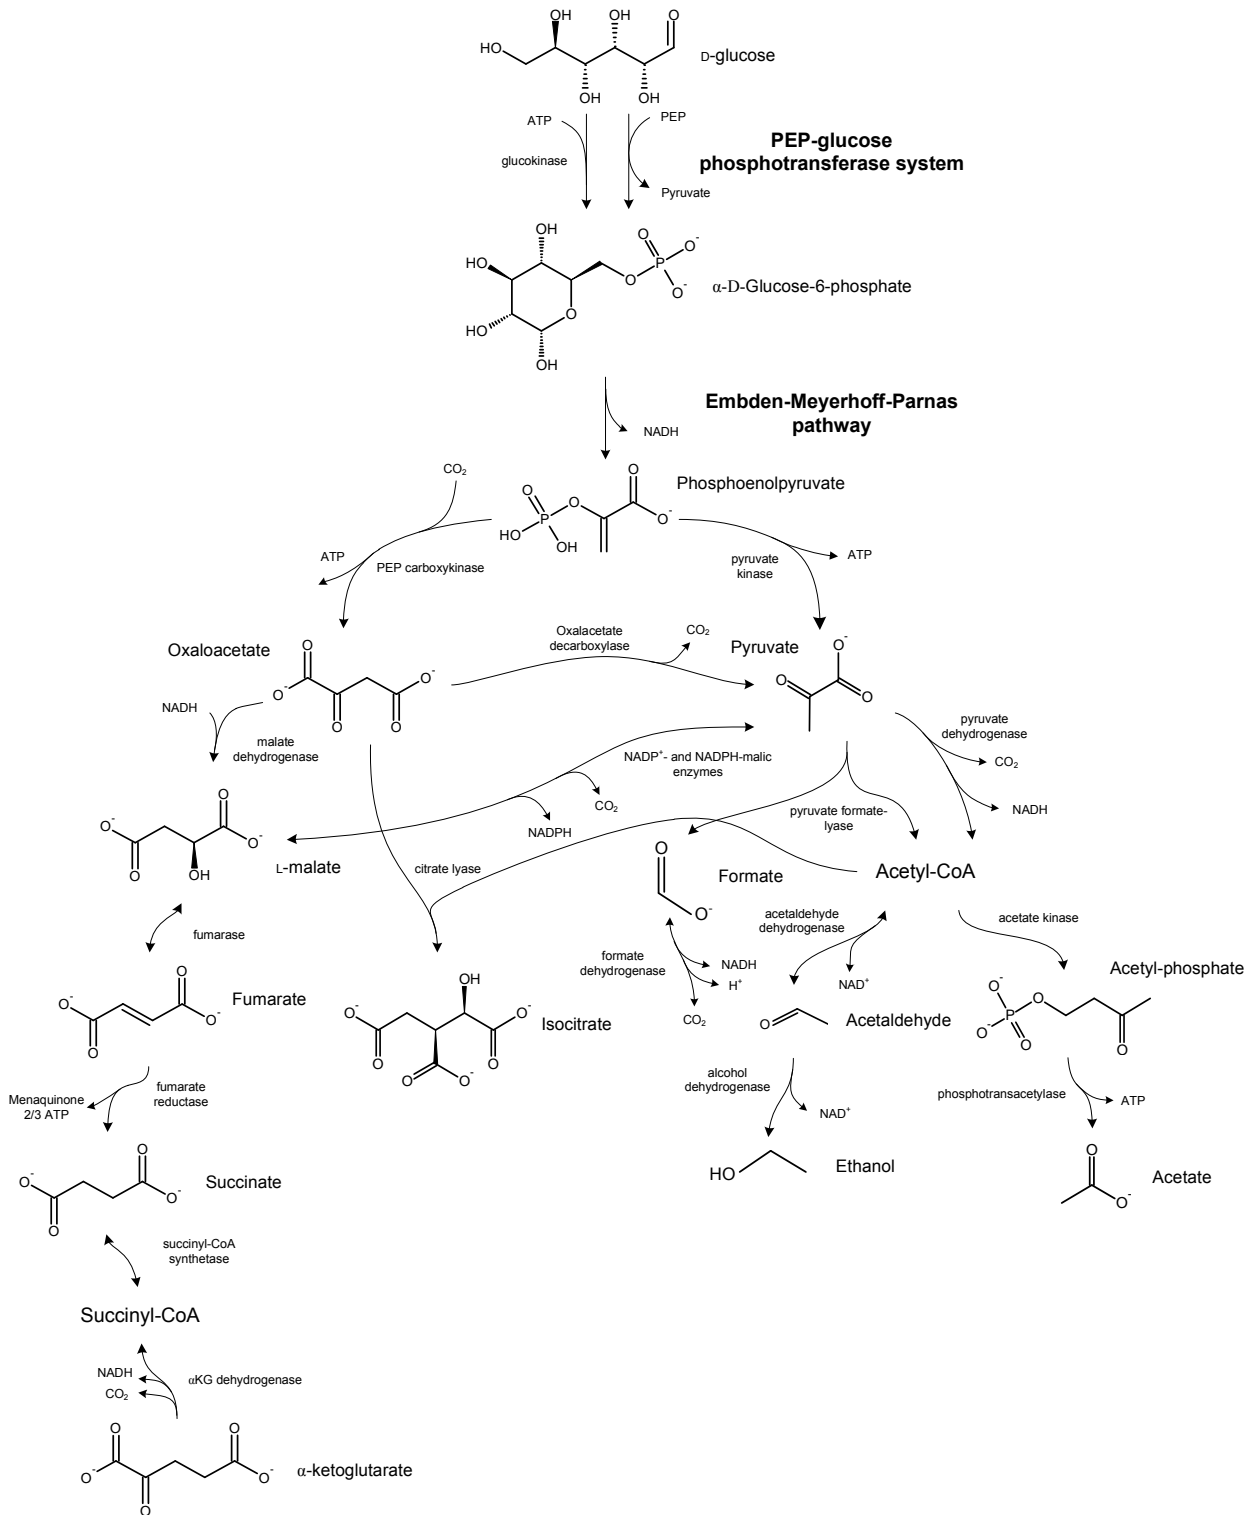 OH
OH
O
HO
D-glucose
OH
OH
ATP
PEP
PEP-glucose
phosphotransferase system
glucokinase
Pyruvate
OH
O
O-
HO
P
O
O-
α-D-Glucose-6-phosphate
O
HO
OH
Embden-Meyerhoff-Parnas
pathway
NADH
CO2
O
Phosphoenolpyruvate
O
O
P
O-
HO
OH
ATP
PEP carboxykinase
pyruvate
kinase
ATP
Oxalacetate
decarboxylase
CO2
Oxaloacetate
O
O-
O-
O
O
Pyruvate
O-
O
O
NADH
malate
dehydrogenase
pyruvate
dehydrogenase
CO2
NADH
NADP+- and NADPH-malic
enzymes
CO2
NADPH
pyruvate formate-
lyase
O
O-
O-
O
OH
L-malate
citrate lyase
O
Formate
O-
Acetyl-CoA
fumarase
acetaldehyde
dehydrogenase
acetate kinase
formate
dehydrogenase
NADH
H+
CO2
NAD+
Acetyl-phosphate
O
O-
Fumarate
O-
O
OH
O-
O-
Isocitrate
O
O
O
O-
O
Acetaldehyde
O-
O
P
O-
O
O
Menaquinone
2/3 ATP
fumarate
reductase
alcohol
dehydrogenase
NAD+
phosphotransacetylase
ATP
O
O-
Succinate
O-
O
HO
Ethanol
O
Acetate
O-
succinyl-CoA
synthetase
Succinyl-CoA
NADH
CO2
αKG dehydrogenase
O
O
O-
O-
α-ketoglutarate
O